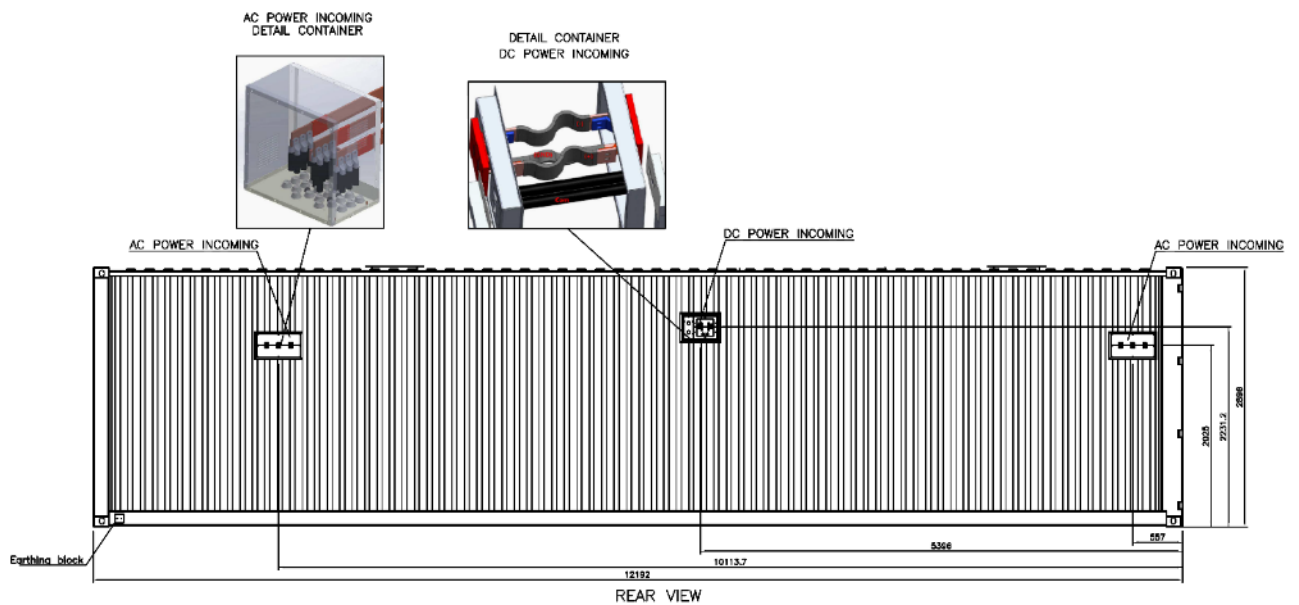 AC POWER INCOMING
DETAIL CONTAINER
DETAIL CONTAINER
DC POWER INCOMING
AC POWER INCOMING
DC POWER INCOMING
AC POWER INCOMING
2025
2231.2
2896
Earthing block
557
5396
10113.7
12192
REAR VIEW